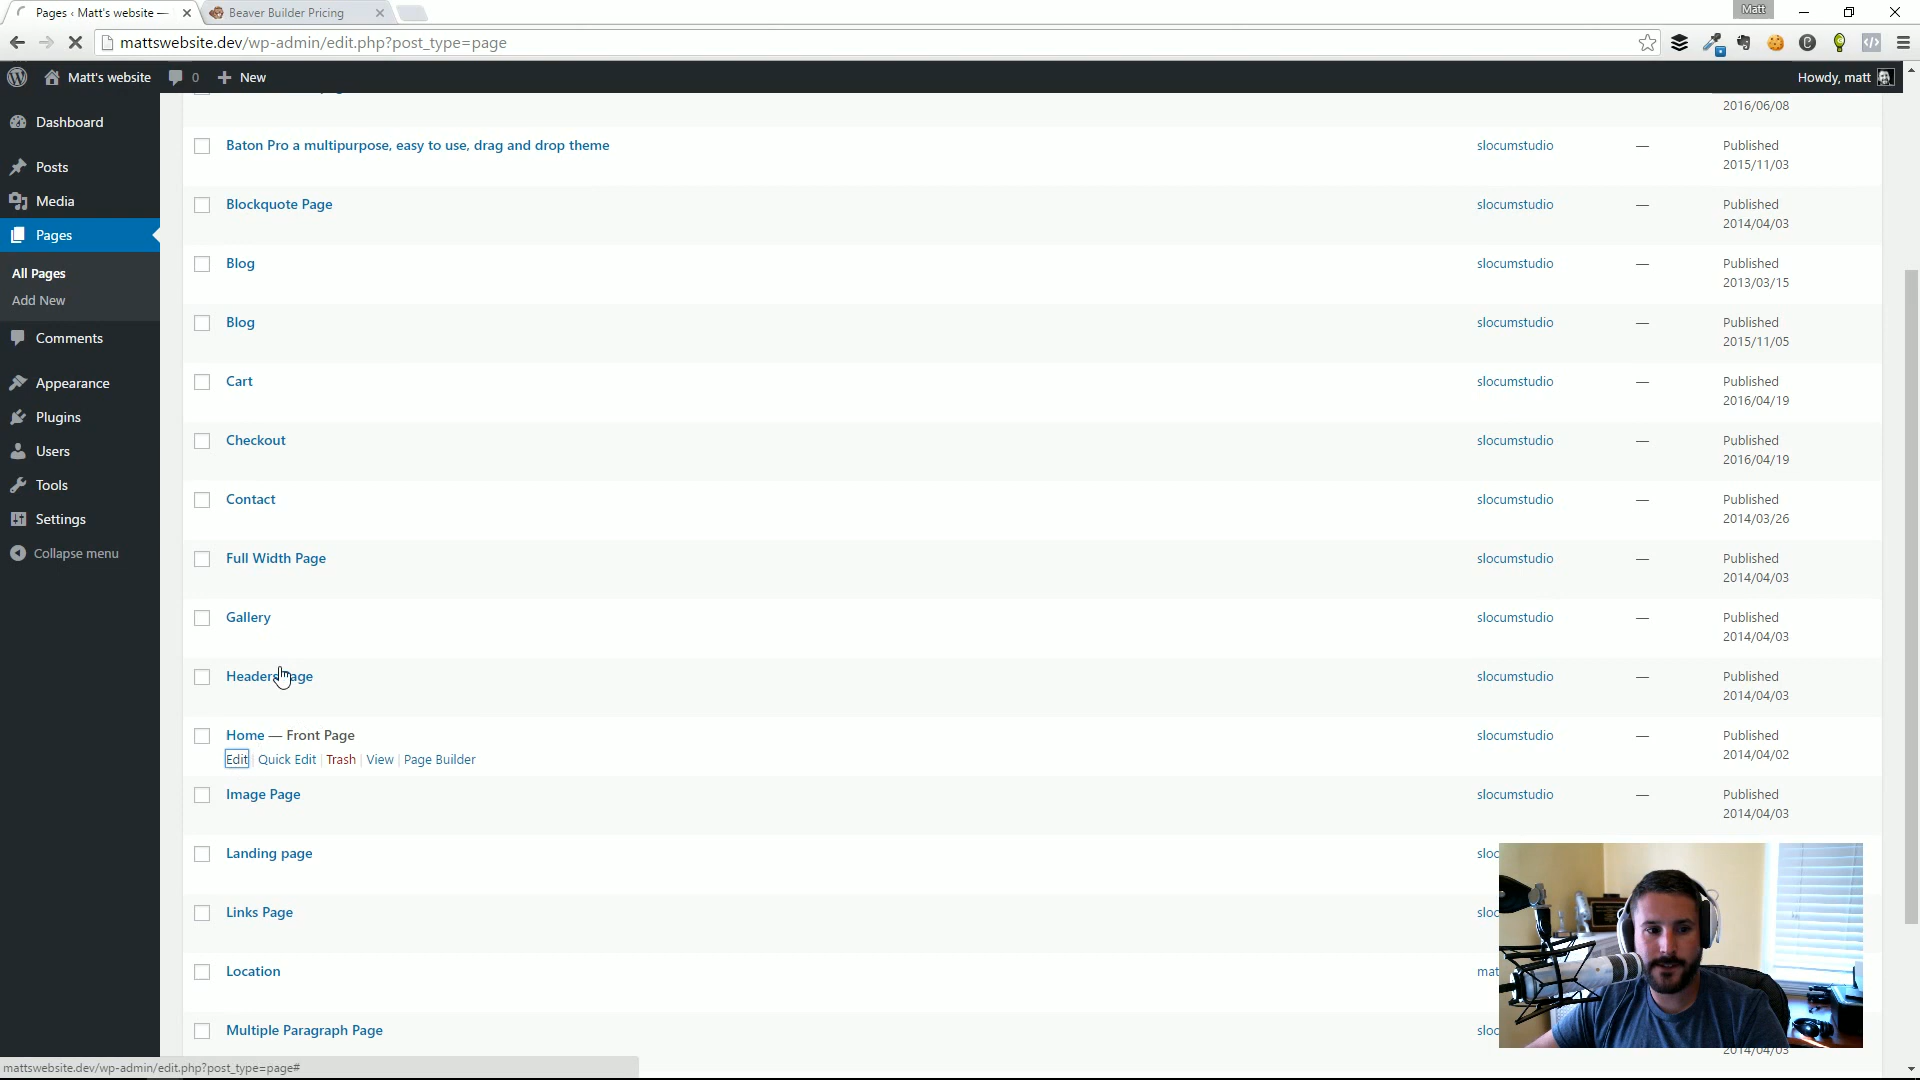 Pages ‹ Matt's website —
Beaver Builder Pricing
Matt
mattswebsite.dev/wp-admin/edit.php?post_type=page
Matt's website
0
New
Howdy, matt
Dashboard
Posts
Media
Pages
All Pages
Add New
Comments
Appearance
Plugins
Users
Tools
Settings
Collapse menu
2016/06/08
Baton Pro a multipurpose, easy to use, drag and drop theme
slocumstudio
—
Published
2015/11/03
Blockquote Page
slocumstudio
—
Published
2014/04/03
Blog
slocumstudio
—
Published
2013/03/15
Blog
slocumstudio
—
Published
2015/11/05
Cart
slocumstudio
—
Published
2016/04/19
Checkout
slocumstudio
—
Published
2016/04/19
Contact
slocumstudio
—
Published
2014/03/26
Full Width Page
slocumstudio
—
Published
2014/04/03
Gallery
slocumstudio
—
Published
2014/04/03
slocumstudio
—
Published
2014/04/03
Home — Front Page
Edit | Quick Edit | Trash | View | Page Builder
slocumstudio
—
Published
2014/04/02
Image Page
slocumstudio
—
Published
2014/04/03
Landing page
sloc
Links Page
sloc
Location
mat
Multiple Paragraph Page
sloc
2014/04/03
mattswebsite.dev/wp-admin/edit.php?post_type=page#